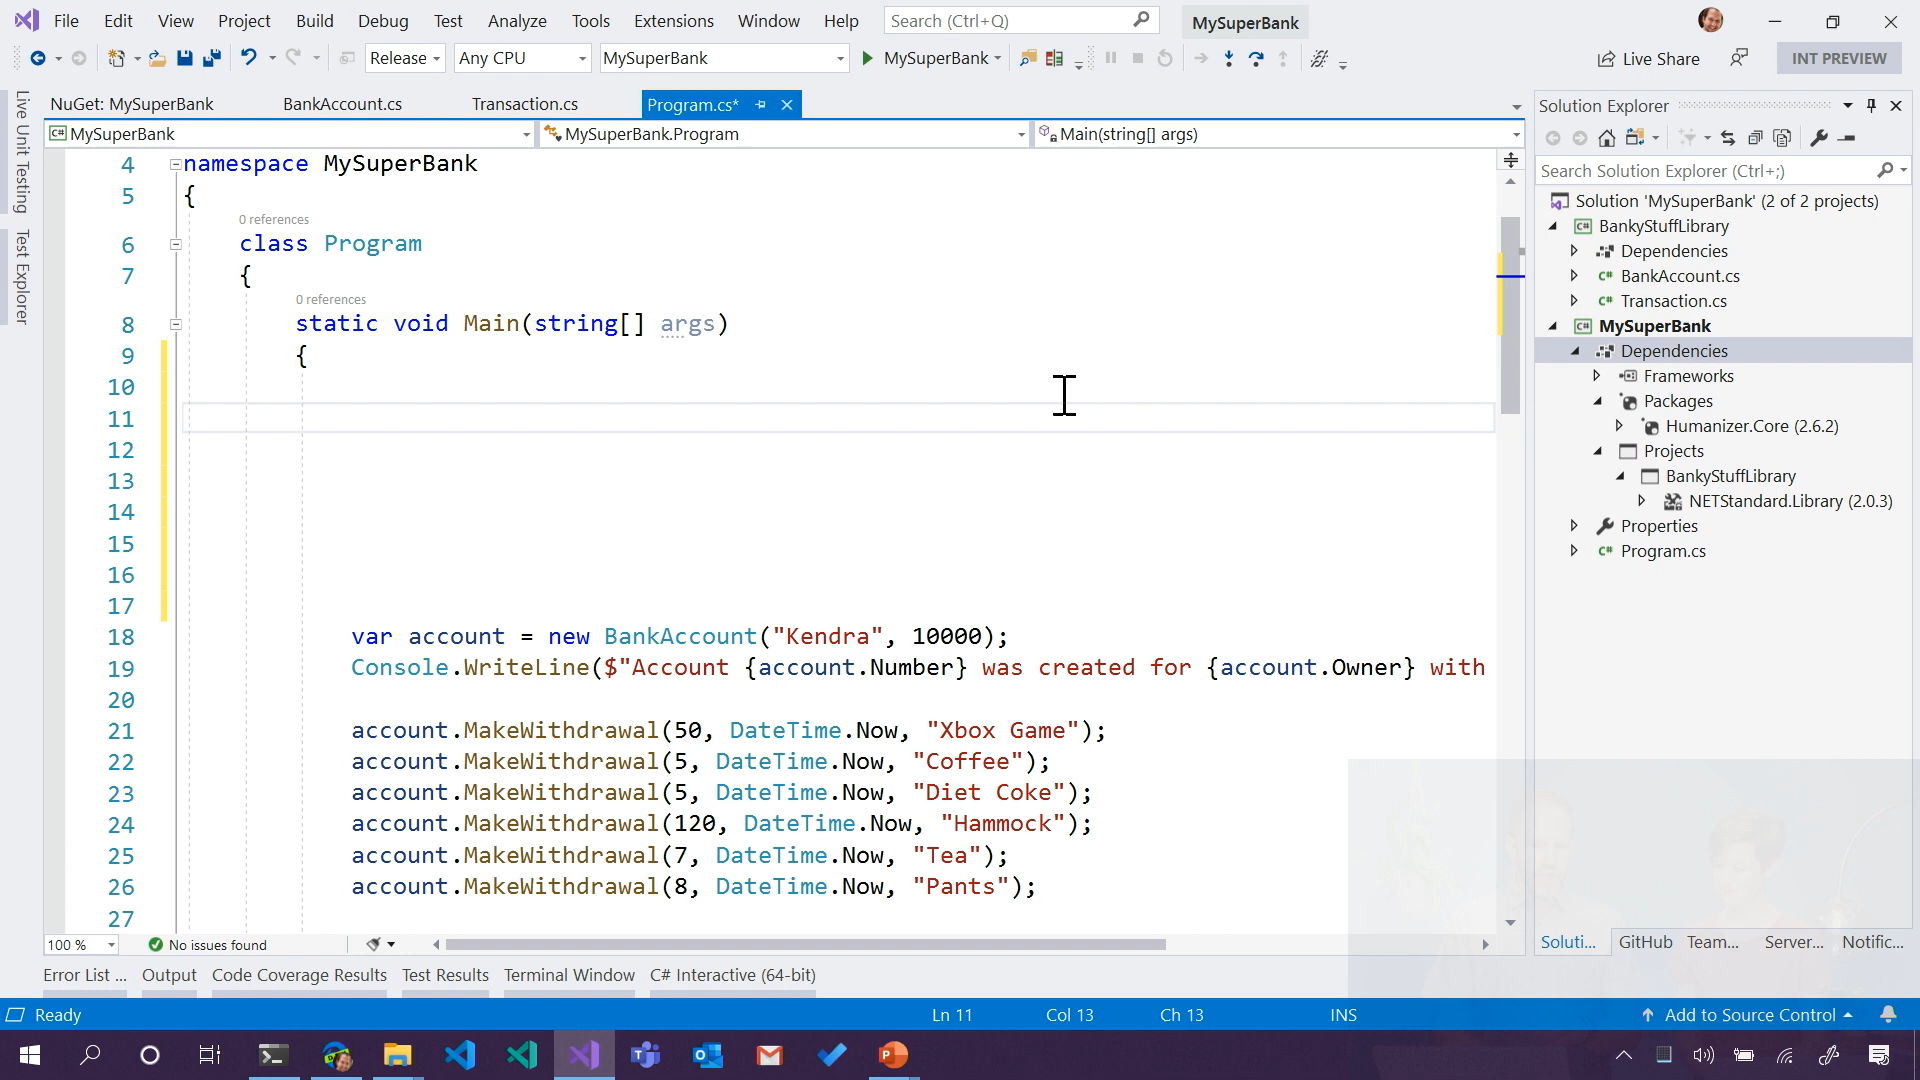 File Edit View Project Build Debug Test Analyze Tools Extensions Window Help Search (Ctrl+Q) MySuperBank
Release Any CPU MySuperBank MySuperBank Live Share INT PREVIEW
Live Unit Testing
Test Explorer
NuGet: MySuperBank BankAccount.cs Transaction.cs Program.cs*
MySuperBank MySuperBank.Program Main(string[] args)
4 namespace MySuperBank
5 {
0 references
6 class Program
7 {
0 references
8 static void Main(string[] args)
9 {
10
11
12
13
14
15
16
17
18 var account = new BankAccount("Kendra", 10000);
19 Console.WriteLine($"Account {account.Number} was created for {account.Owner} with
20
21 account.MakeWithdrawal(50, DateTime.Now, "Xbox Game");
22 account.MakeWithdrawal(5, DateTime.Now, "Coffee");
23 account.MakeWithdrawal(5, DateTime.Now, "Diet Coke");
24 account.MakeWithdrawal(120, DateTime.Now, "Hammock");
25 account.MakeWithdrawal(7, DateTime.Now, "Tea");
26 account.MakeWithdrawal(8, DateTime.Now, "Pants");
27
100 % No issues found
Solution Explorer
Search Solution Explorer (Ctrl+;)
Solution 'MySuperBank' (2 of 2 projects)
BankyStuffLibrary
Dependencies
C# BankAccount.cs
C# Transaction.cs
MySuperBank
Dependencies
Frameworks
Packages
Humanizer.Core (2.6.2)
Projects
BankyStuffLibrary
NETStandard.Library (2.0.3)
Properties
C# Program.cs
Soluti... GitHub Team... Server... Notific...
Error List ... Output Code Coverage Results Test Results Terminal Window C# Interactive (64-bit)
Ready Ln 11 Col 13 Ch 13 INS Add to Source Control